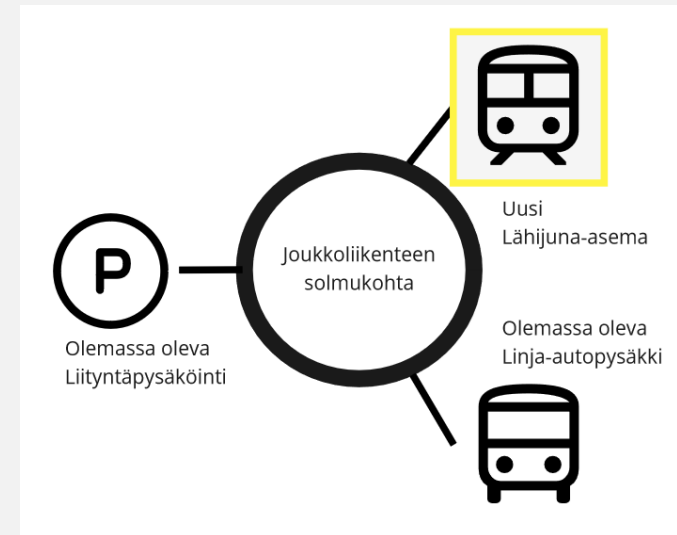 Uusi
Lähijuna-asema
Joukkoliikenteen
solmukohta
P
Olemassa oleva
Liityntäpysäköinti
Olemassa oleva
Linja-autopysäkki